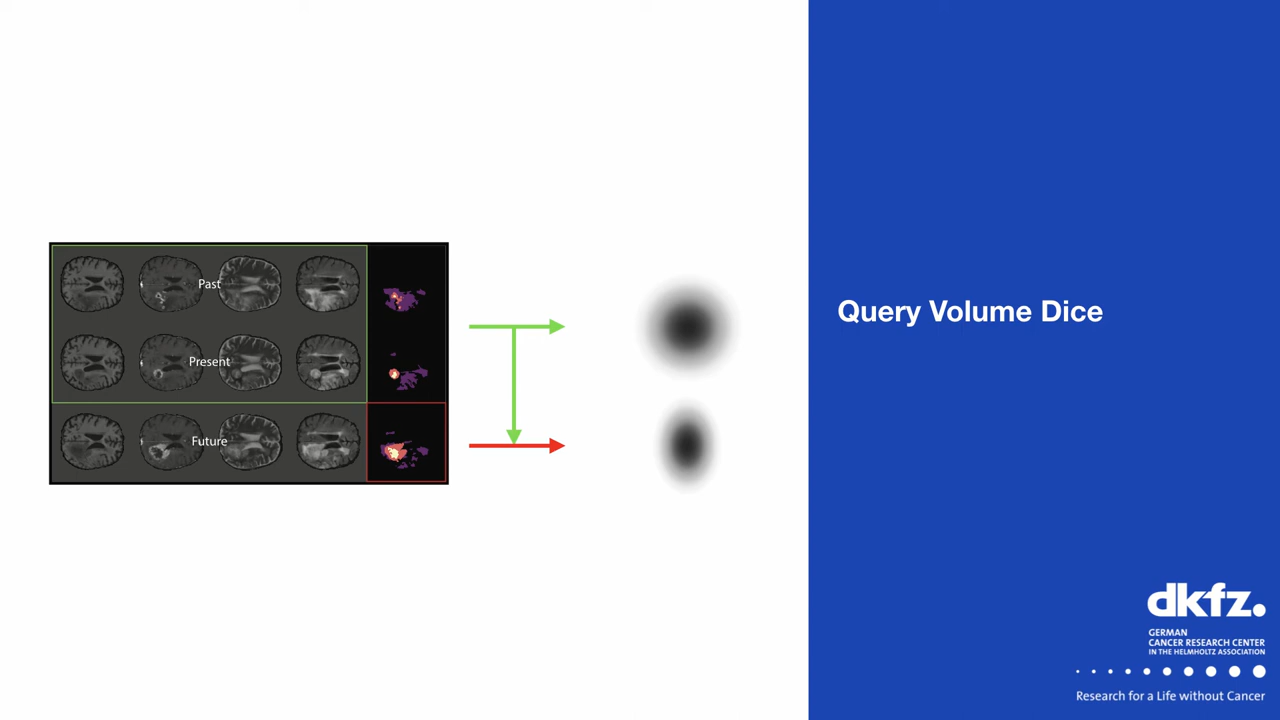 Past
Present
Future
Query Volume Dice
dkfz.
GERMAN
CANCER RESEARCH CENTER
IN THE HELMHOLTZ ASSOCIATION
Research for a Life without Cancer